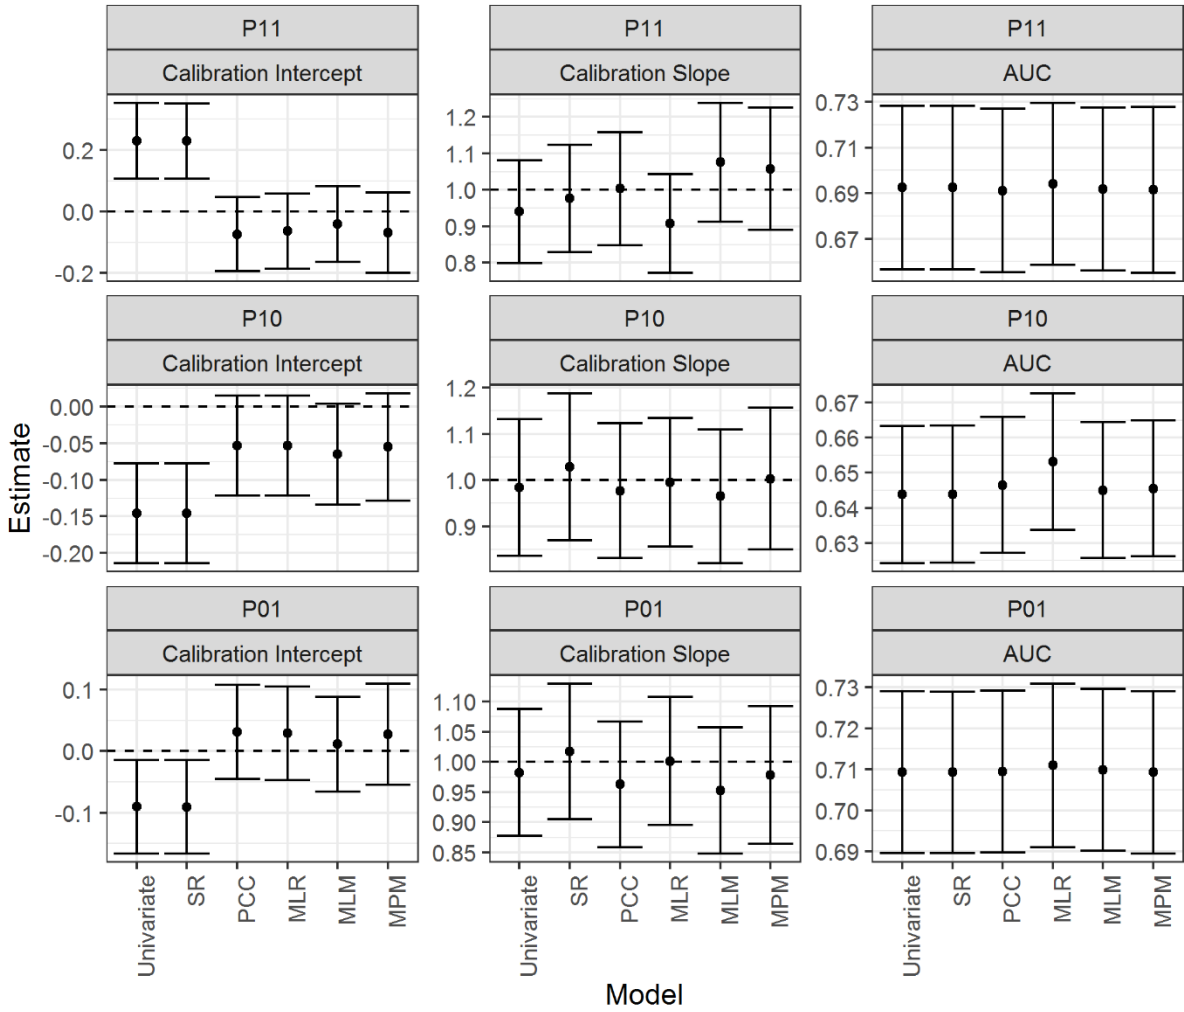 P11
Calibration Intercept
0.2
0.0
-0.2
P11
Calibration Slope
1.2
1.1
1.0
0.9
0.8
P11
AUC
0.73
0.71
0.69
0.67
P10
Calibration Intercept
0.00
-0.05
-0.10
-0.15
-0.20
P10
Calibration Slope
1.2
1.1
1.0
0.9
P10
AUC
0.67
0.66
0.65
0.64
0.63
P01
Calibration Intercept
0.1
0.0
-0.1
P01
Calibration Slope
1.10
1.05
1.00
0.95
0.90
0.85
P01
AUC
0.73
0.72
0.71
0.70
0.69
Estimate
Univariate
SR
PCC
MLR
MLM
MPM
Univariate
SR
PCC
MLR
MLM
MPM
Univariate
SR
PCC
MLR
MLM
MPM
Model